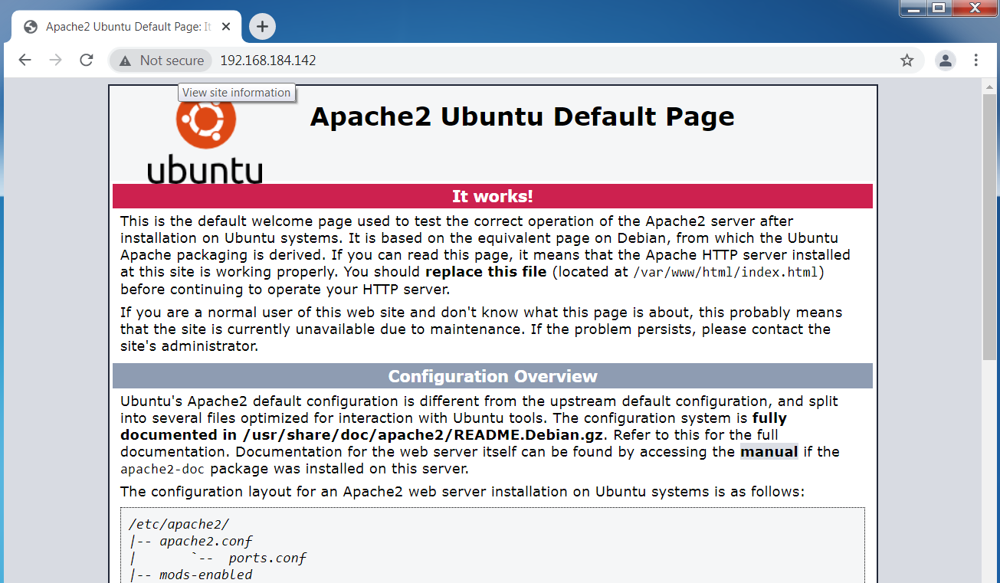 Apache2 Ubuntu Default Page: It
Not secure
192.168.184.142
View site information
ubuntu
Apache2 Ubuntu Default Page
It works!
This is the default welcome page used to test the correct operation of the Apache2 server after
installation on Ubuntu systems. It is based on the equivalent page on Debian, from which the Ubuntu
Apache packaging is derived. If you can read this page, it means that the Apache HTTP server installed
at this site is working properly. You should replace this file (located at /var/www/html/index.html)
before continuing to operate your HTTP server.
If you are a normal user of this web site and don't know what this page is about, this probably means
that the site is currently unavailable due to maintenance. If the problem persists, please contact the
site's administrator.
Configuration Overview
Ubuntu's Apache2 default configuration is different from the upstream default configuration, and split
into several files optimized for interaction with Ubuntu tools. The configuration system is fully
documented in /usr/share/doc/apache2/README.Debian.gz. Refer to this for the full
documentation. Documentation for the web server itself can be found by accessing the manual if the
apache2-doc package was installed on this server.
The configuration layout for an Apache2 web server installation on Ubuntu systems is as follows:
/etc/apache2/
|-- apache2.conf
|       `--  ports.conf
|-- mods-enabled